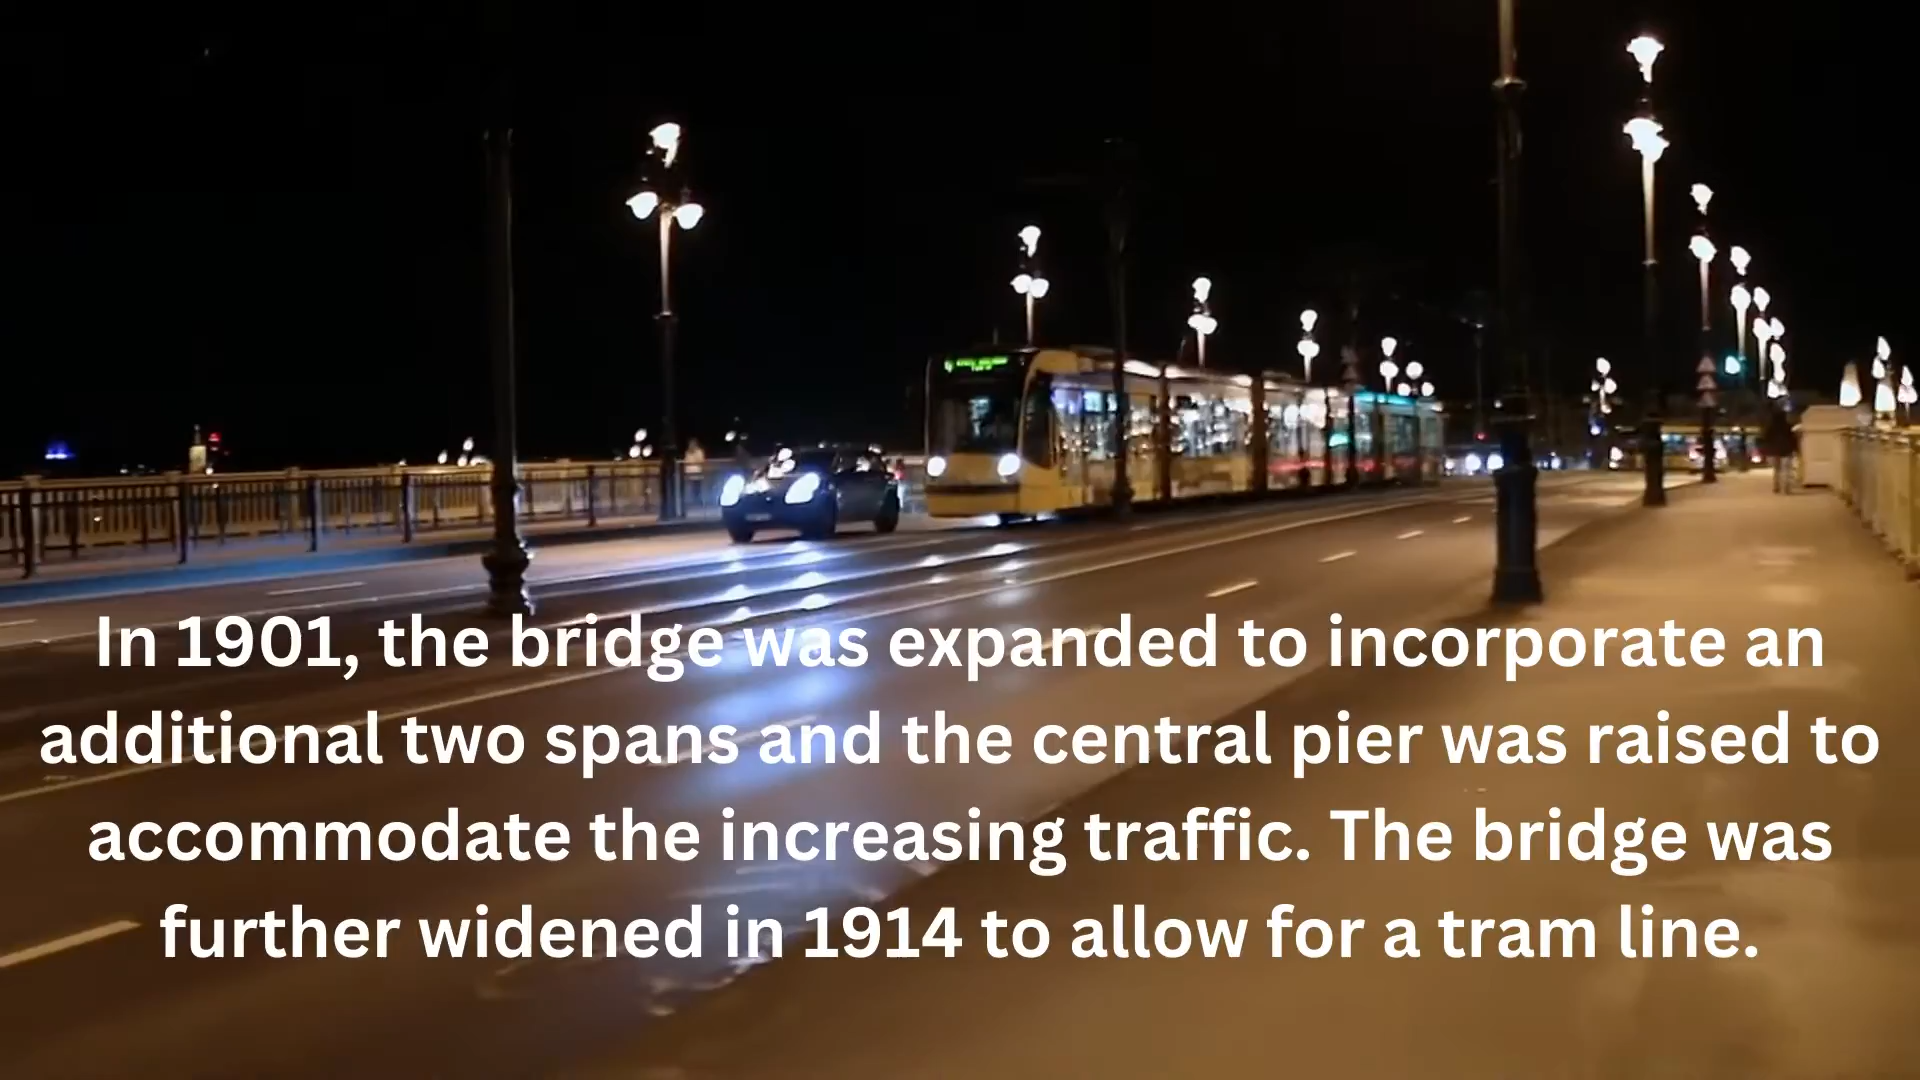 In 1901, the bridge was expanded to incorporate an
additional two spans and the central pier was raised to
accommodate the increasing traffic. The bridge was
further widened in 1914 to allow for a tram line.